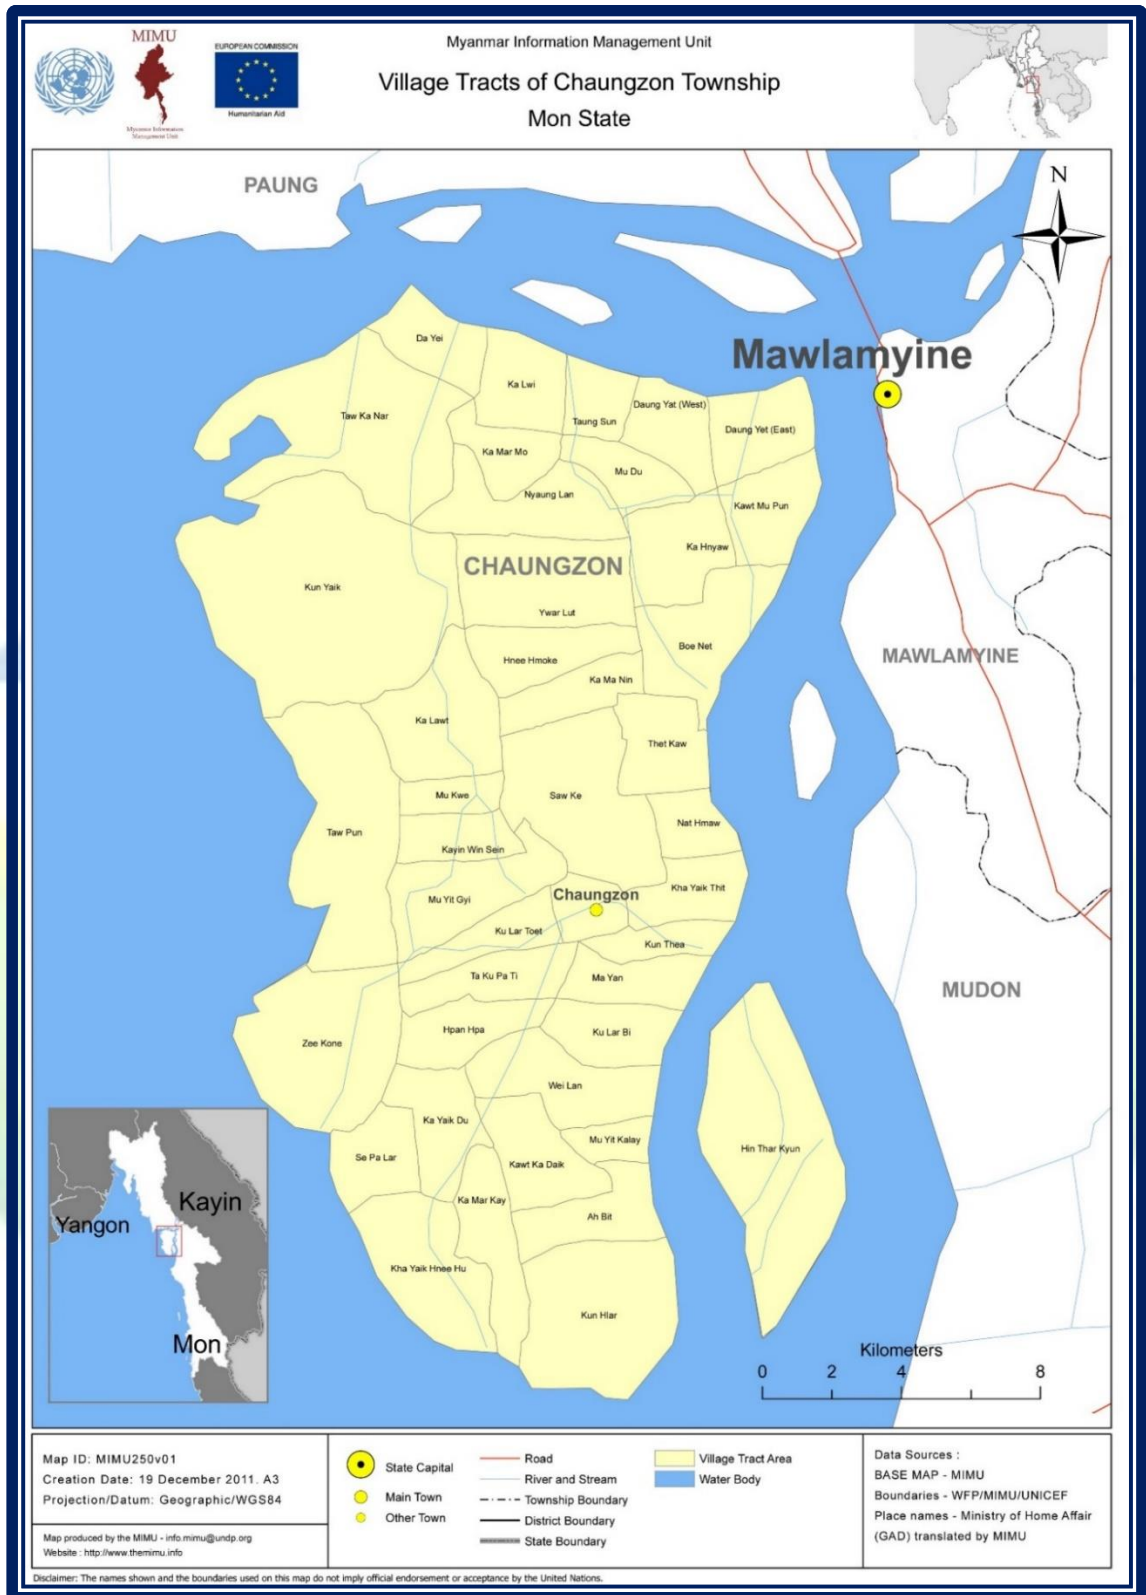 MIMU
Myanmar Information
Management Unit
EUROPEAN COMMISSION
Humanitarian Aid
Myanmar Information Management Unit
Village Tracts of Chaungzon Township
Mon State
PAUNG
N
Mawlamyine
Da Yei
Ka Lwi
Taw Ka Nar
Taung Sun
Daung Yat (West)
Daung Yet (East)
Ka Mar Mo
Mu Du
Nyaung Lan
Kawt Mu Pun
Ka Hnyaw
CHAUNGZON
Kun Yaik
Ywar Lut
Boe Net
MAWLAMYINE
Hnee Hmoke
Ka Ma Nin
Ka Lawt
Thet Kaw
Mu Kwe
Saw Ke
Taw Pun
Nat Hmaw
Kayin Win Sein
Kha Yaik Thit
Mu Yit Gyi
Chaungzon
Ku Lar Toet
Kun Thea
Ta Ku Pa Ti
Ma Yan
MUDON
Zee Kone
Hpan Hpa
Ku Lar Bi
Wei Lan
Ka Yaik Du
Mu Yit Kalay
Hin Thar Kyun
Se Pa Lar
Kawt Ka Daik
Ka Mar Kay
Ah Bit
Kha Yaik Hnee Hu
Kun Hlar
Kayin
Yangon
Mon
Kilometers
0 2 4 8
Map ID: MIMU250v01
Creation Date: 19 December 2011. A3
Projection/Datum: Geographic/WGS84
Map produced by the MIMU - info.mimu@undp.org
Website : http://www.themimu.info
State Capital
Main Town
Other Town
Road
River and Stream
Township Boundary
District Boundary
State Boundary
Village Tract Area
Water Body
Data Sources :
BASE MAP - MIMU
Boundaries - WFP/MIMU/UNICEF
Place names - Ministry of Home Affair
(GAD) translated by MIMU
Disclaimer: The names shown and the boundaries used on this map do not imply official endorsement or acceptance by the United Nations.